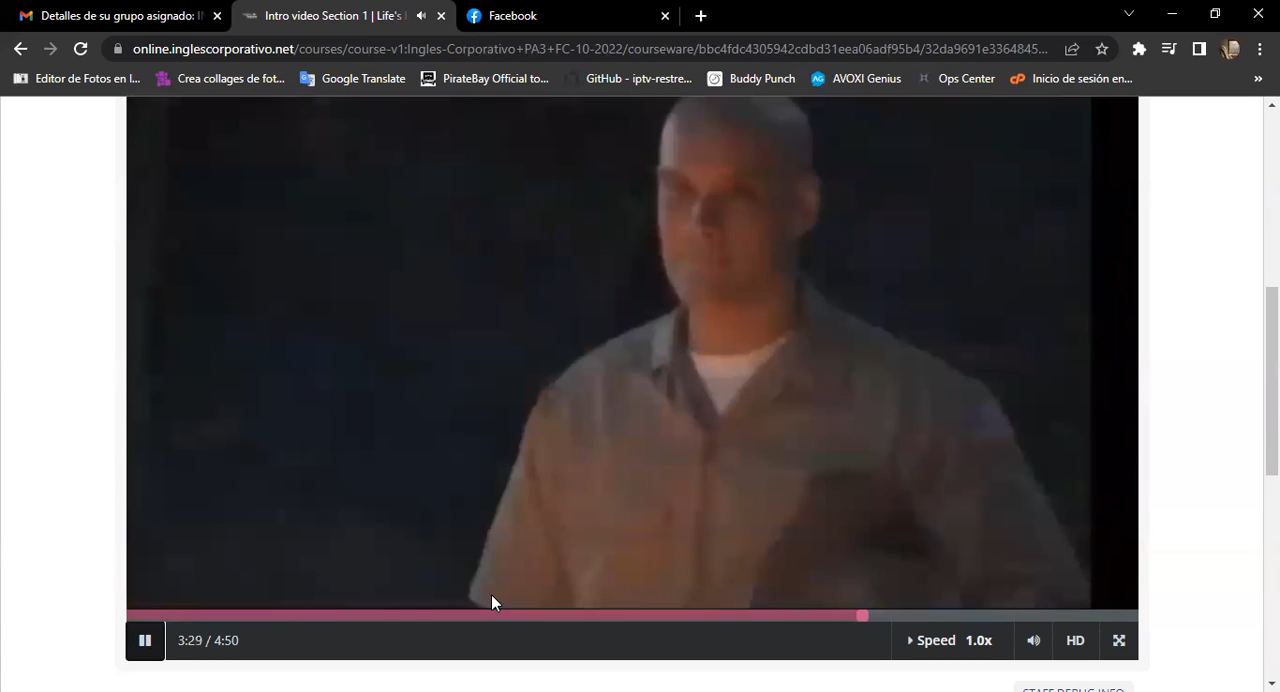 Detalles de su grupo asignado: I
Intro video Section 1 | Life's
Facebook
online.inglescorporativo.net/courses/course-v1:Ingles-Corporativo+PA3+FC-10-2022/courseware/bbc4fdc4305942cdbd31eea06adf95b4/32da9691e3364845...
Editor de Fotos en l...
Crea collages de fot...
Google Translate
PirateBay Official to...
GitHub - iptv-restre...
Buddy Punch
AVOXI Genius
Ops Center
Inicio de sesión en...
3:29 / 4:50
Speed 1.0x
HD
STAFF DEBUG INFO